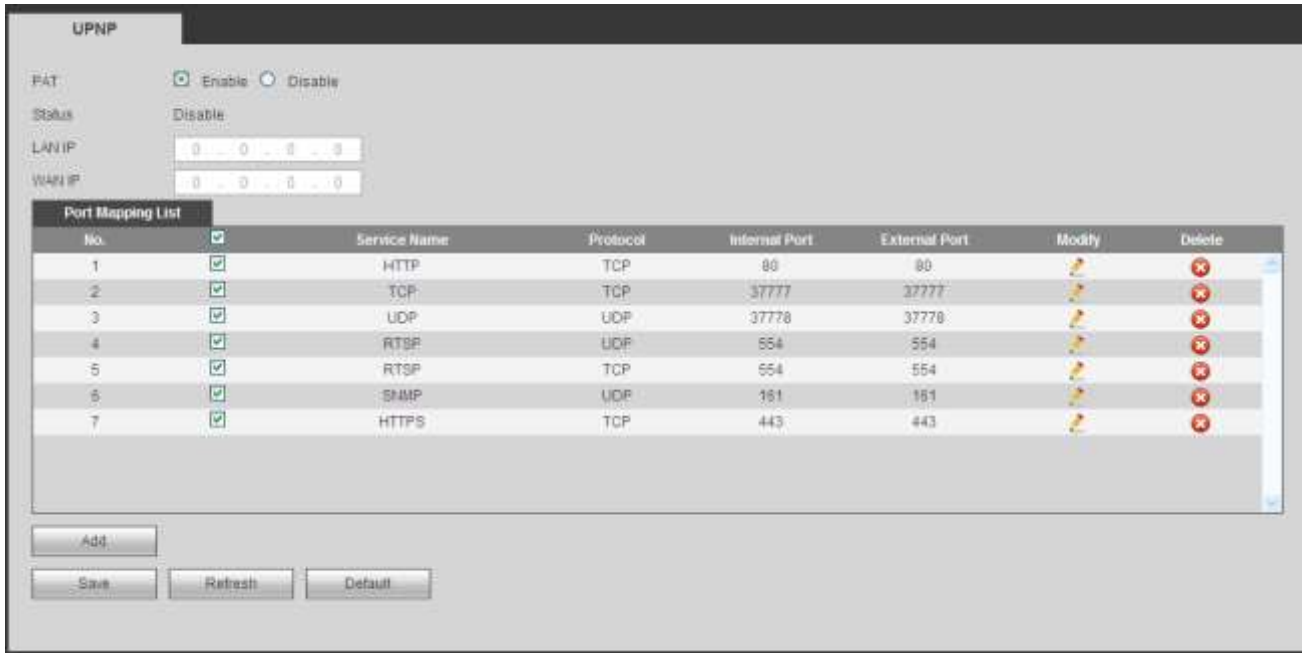 UPNP
PAT Enable Disable
Status Disable
LAN IP 0 . 0 . 0 . 0
WAN IP 0 . 0 . 0 . 0
Port Mapping List
No. Service Name Protocol Internal Port External Port Modify Delete
1 HTTP TCP 80 80
2 TCP TCP 37777 37777
3 UDP UDP 37778 37778
4 RTSP UDP 554 554
5 RTSP TCP 554 554
6 SNMP UDP 161 161
7 HTTPS TCP 443 443
Add
Save Refresh Default